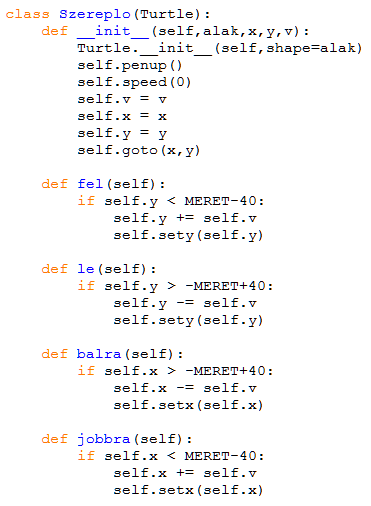 class Szereplo(Turtle):
    def __init__(self,alak,x,y,v):
        Turtle.__init__(self,shape=alak)
        self.penup()
        self.speed(0)
        self.v = v
        self.x = x
        self.y = y
        self.goto(x,y)

    def fel(self):
        if self.y < MERET-40:
            self.y += self.v
            self.sety(self.y)

    def le(self):
        if self.y > -MERET+40:
            self.y -= self.v
            self.sety(self.y)

    def balra(self):
        if self.x > -MERET+40:
            self.x -= self.v
            self.setx(self.x)

    def jobbra(self):
        if self.x < MERET-40:
            self.x += self.v
            self.setx(self.x)